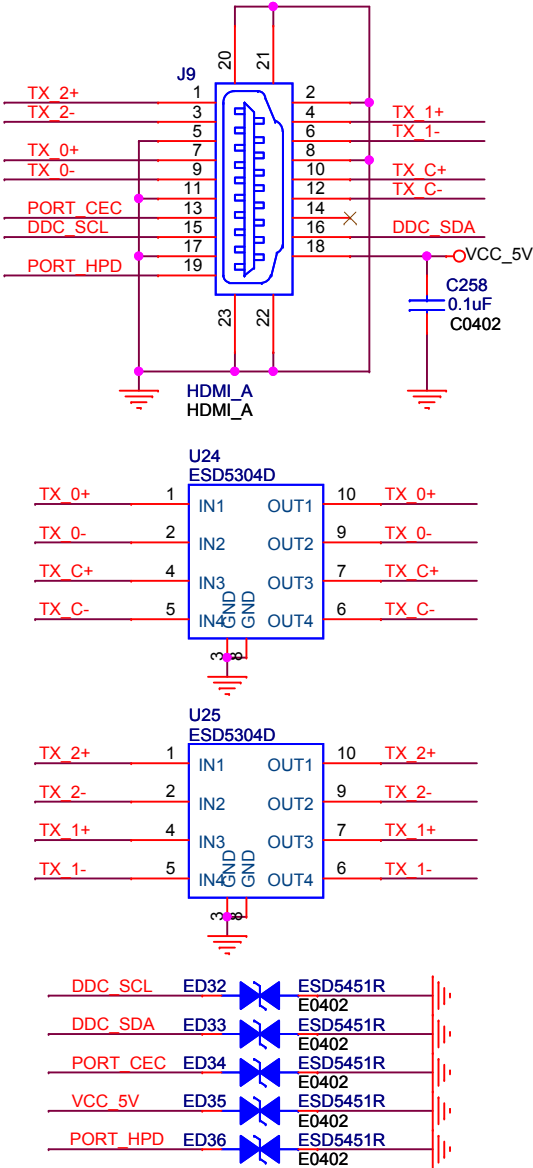 20 21
J9
TX_2+ 1 2
TX_2- 3 4 TX_1+
5 6 TX_1-
TX_0+ 7 8
TX_0- 9 10 TX_C+
11 12 TX_C-
PORT_CEC 13 14
DDC_SCL 15 16 DDC_SDA
17 18 VCC_5V
PORT_HPD 19
C258
0.1uF
C0402
23 22
HDMI_A
HDMI_A
U24
ESD5304D
TX_0+ 1 IN1 OUT1 10 TX_0+
TX_0- 2 IN2 OUT2 9 TX_0-
TX_C+ 4 IN3 OUT3 7 TX_C+
TX_C- 5 IN4 GND GND OUT4 6 TX_C-
3 8
U25
ESD5304D
TX_2+ 1 IN1 OUT1 10 TX_2+
TX_2- 2 IN2 OUT2 9 TX_2-
TX_1+ 4 IN3 OUT3 7 TX_1+
TX_1- 5 IN4 GND GND OUT4 6 TX_1-
3 8
DDC_SCL ED32 ESD5451R
E0402
DDC_SDA ED33 ESD5451R
E0402
PORT_CEC ED34 ESD5451R
E0402
VCC_5V ED35 ESD5451R
E0402
PORT_HPD ED36 ESD5451R
E0402